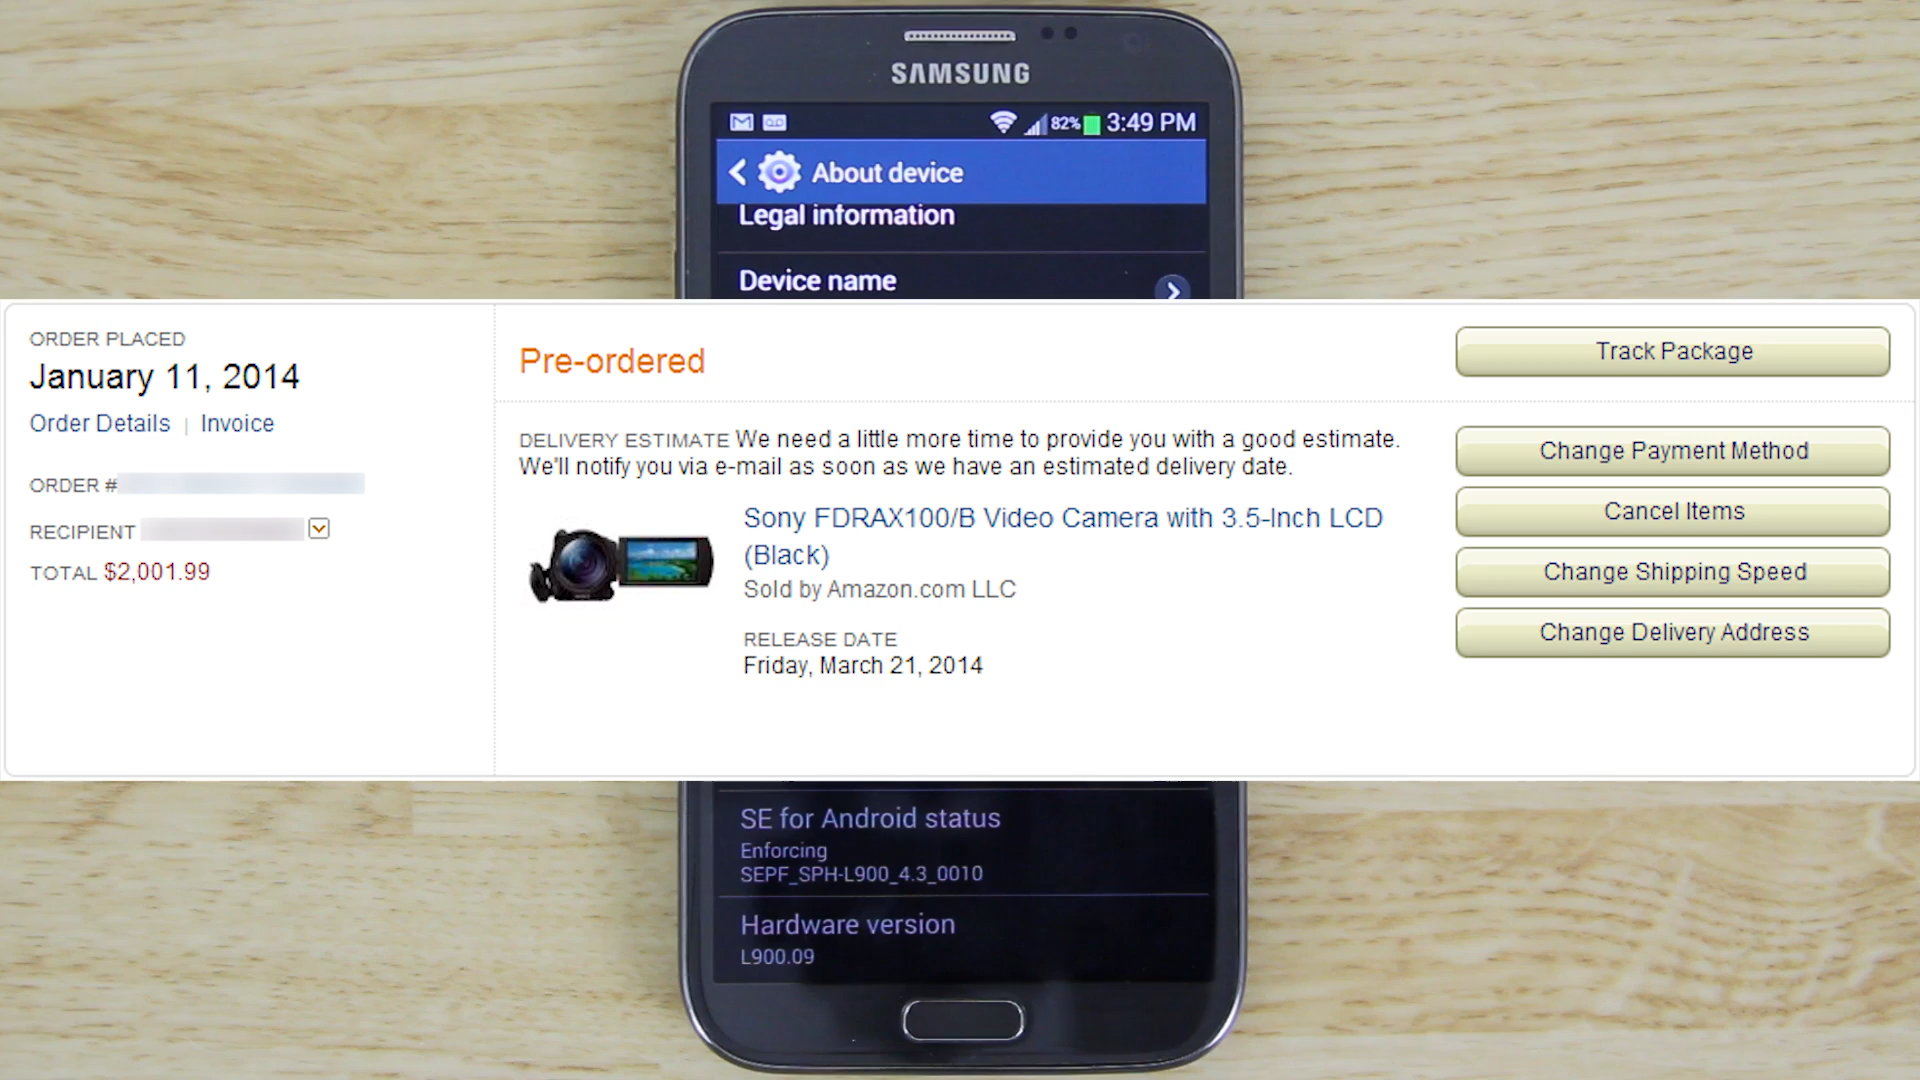 SAMSUNG
82% 3:49 PM
About device
Legal information
Device name
ORDER PLACED
January 11, 2014
Order Details | Invoice
ORDER #
RECIPIENT
TOTAL $2,001.99
Pre-ordered
DELIVERY ESTIMATE We need a little more time to provide you with a good estimate.
We'll notify you via e-mail as soon as we have an estimated delivery date.
Sony FDRAX100/B Video Camera with 3.5-Inch LCD
(Black)
Sold by Amazon.com LLC
RELEASE DATE
Friday, March 21, 2014
Track Package
Change Payment Method
Cancel Items
Change Shipping Speed
Change Delivery Address
SE for Android status
Enforcing
SEPF_SPH-L900_4.3_0010
Hardware version
L900.09